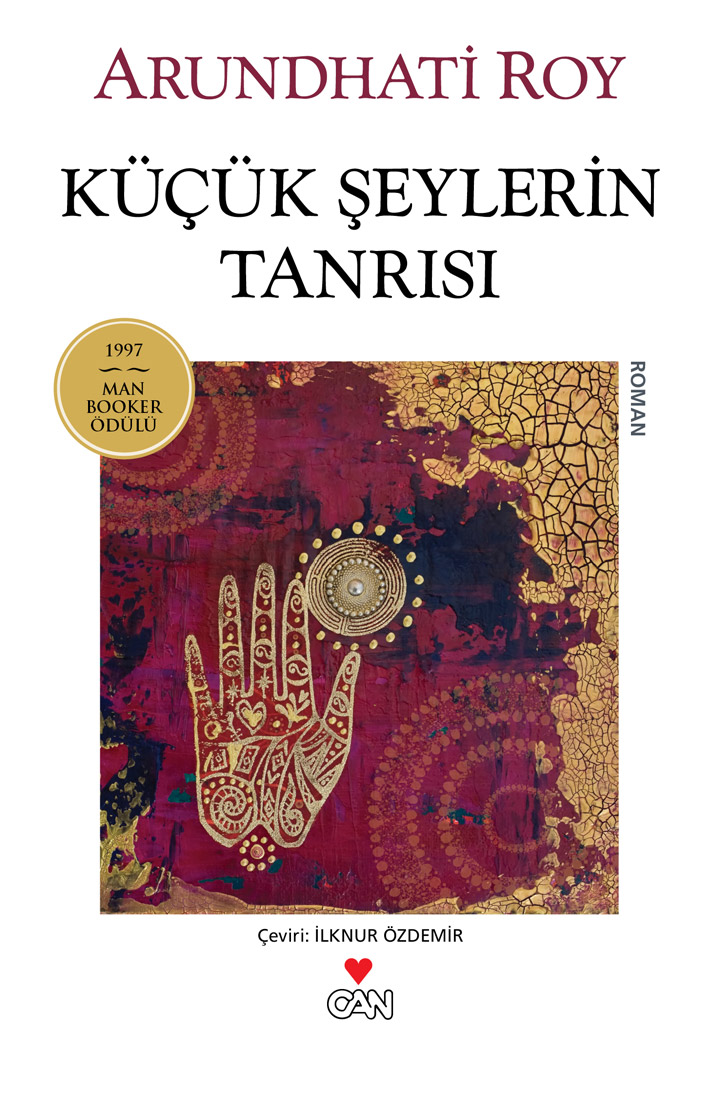 ARUNDHATİ ROY
KÜÇÜK ŞEYLERİN
TANRISI
1997
MAN
BOOKER
ÖDÜLÜ
ROMAN
Çeviri: İLKNUR ÖZDEMİR
CAN